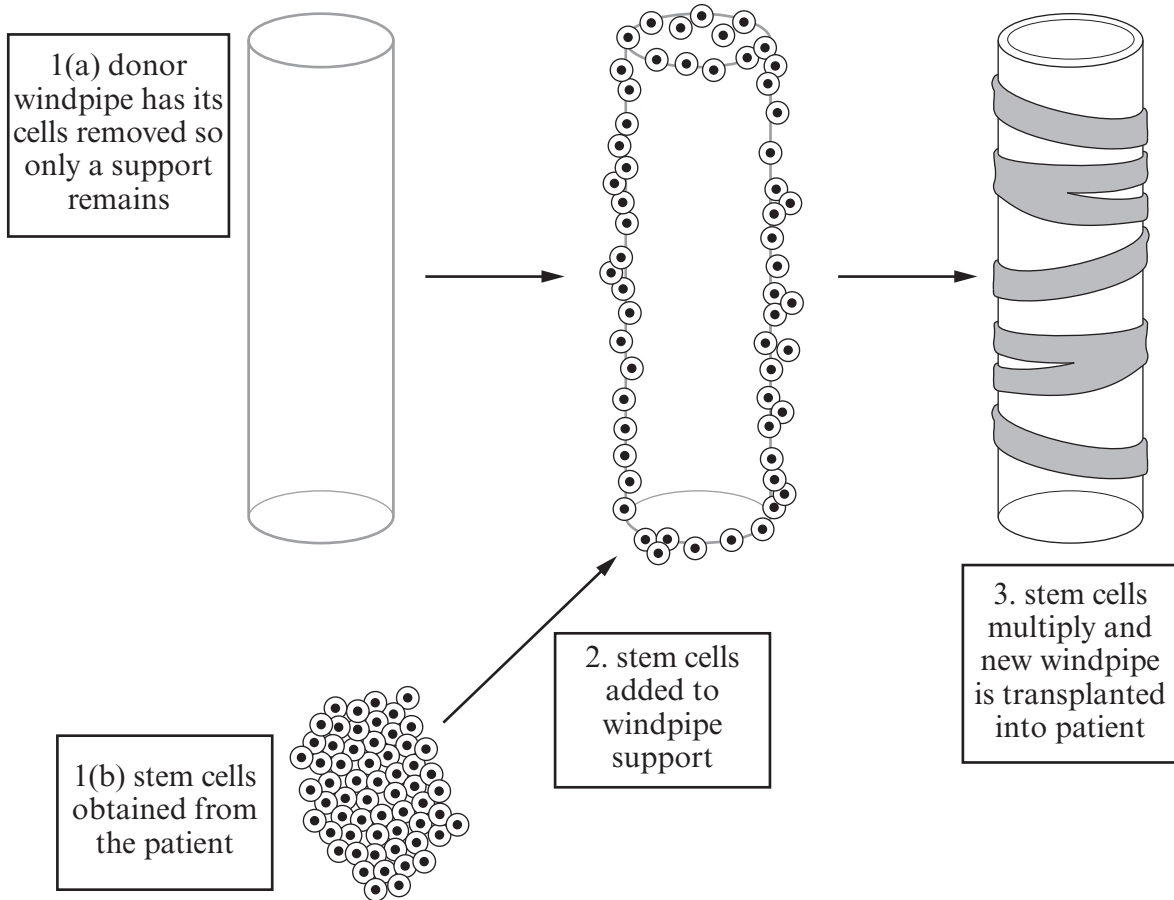 1(a) donor
windpipe has its
cells removed so
only a support
remains
1(b) stem cells
obtained from
the patient
2. stem cells
added to
windpipe
support
3. stem cells
multiply and
new windpipe
is transplanted
into patient